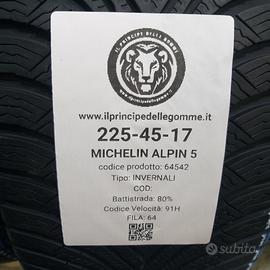 IL PRINCIPE DELLE GOMME
www.ilprincipedellegomme.it
225-45-17
MICHELIN ALPIN 5
codice prodotto: 64542
Tipo: INVERNALI
COD:
Battistrada: 80%
Codice Velocità: 91H
FILA: 64
subito